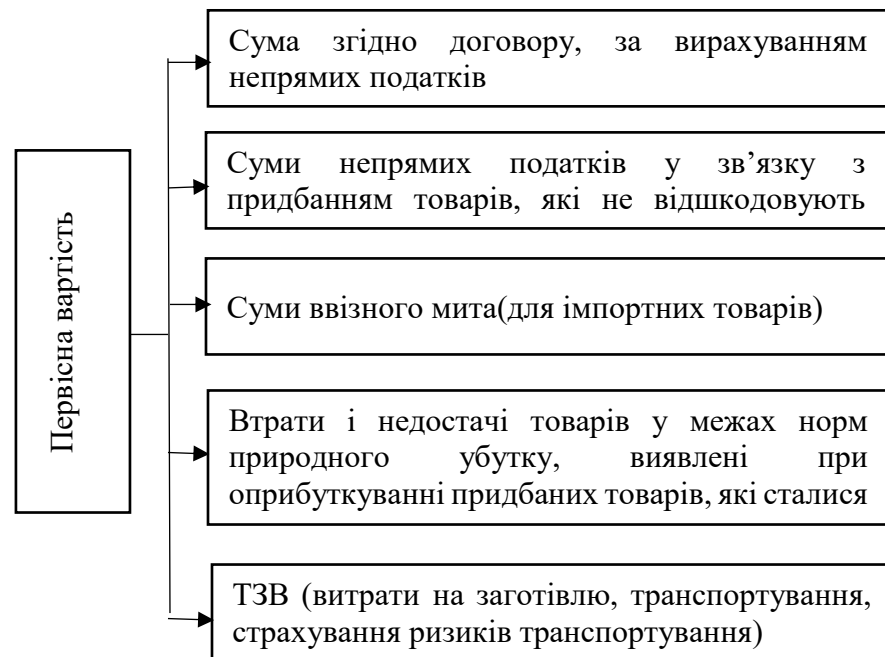 Сума згідно договору, за вирахуванням
непрямих податків
Суми непрямих податків у зв’язку з
придбанням товарів, які не відшкодовують
Первісна вартість
Суми ввізного мита(для імпортних товарів)
Втрати і недостачі товарів у межах норм
природного убутку, виявлені при
оприбуткуванні придбаних товарів, які сталися
ТЗВ (витрати на заготівлю, транспортування,
страхування ризиків транспортування)